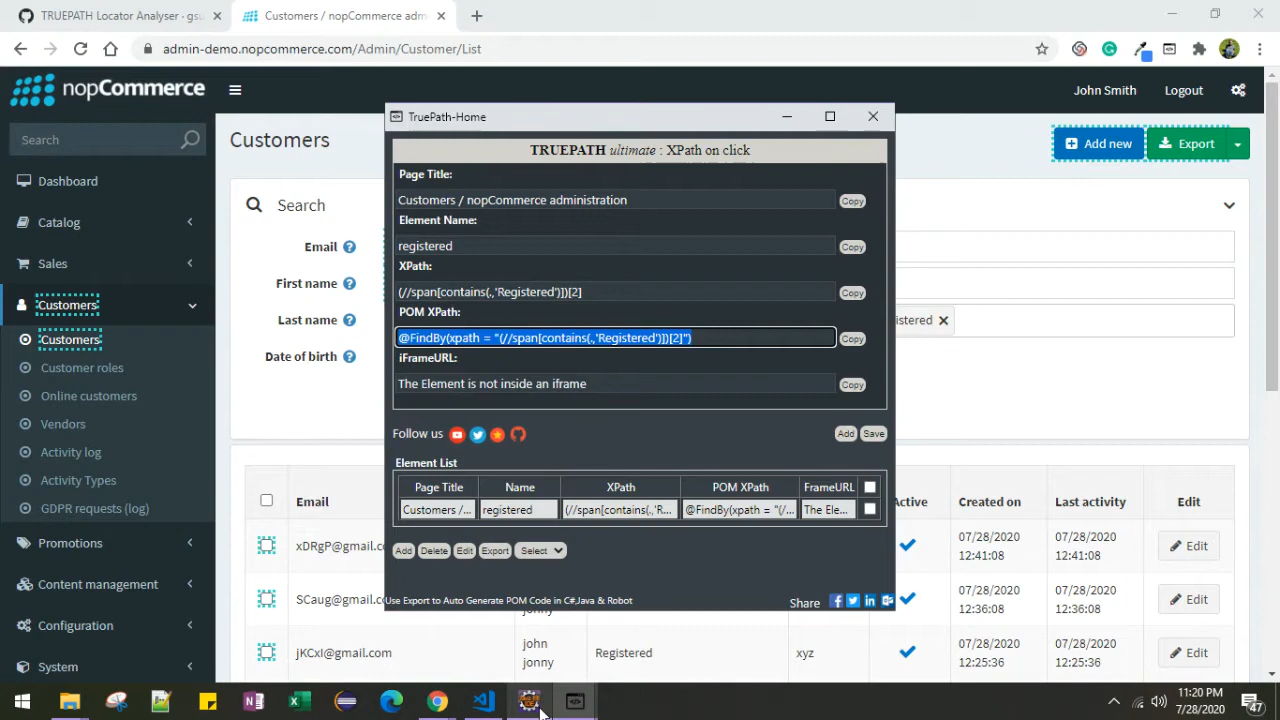 TRUEPATH Locator Analyser - gsu
Customers / nopCommerce adm
admin-demo.nopcommerce.com/Admin/Customer/List
nopCommerce
John Smith
Logout
Search
Dashboard
Catalog
Sales
Customers
Customers
Customer roles
Online customers
Vendors
Activity log
Activity Types
GDPR requests (log)
Promotions
Content management
Configuration
System
Customers
Add new
Export
Search
Email
First name
Last name
Date of birth
istered
TruePath-Home
TRUEPATH ultimate : XPath on click
Page Title:
Customers / nopCommerce administration
Copy
Element Name:
registered
Copy
XPath:
(//span[contains(.,'Registered')])[2]
Copy
POM XPath:
@FindBy(xpath = "(//span[contains(.,'Registered')])[2]")
Copy
iFrameURL:
The Element is not inside an iframe
Copy
Follow us
Add Save
Element List
Page Title Name XPath POM XPath FrameURL
Customers /... registered (//span[contains(.,'R... @FindBy(xpath = "(/... The Ele...
Add Delete Edit Export Select
Use Export to Auto Generate POM Code in C#,Java & Robot
Share
Email
Active Created on Last activity Edit
xDRgP@gmail.co
07/28/2020 12:41:08
07/28/2020 12:41:08
Edit
SCaug@gmail.co
jonny
07/28/2020 12:36:08
07/28/2020 12:36:08
Edit
jKCxI@gmail.com
john jonny
Registered
xyz
07/28/2020 12:25:36
07/28/2020 12:25:36
Edit
11:20 PM
7/28/2020
47